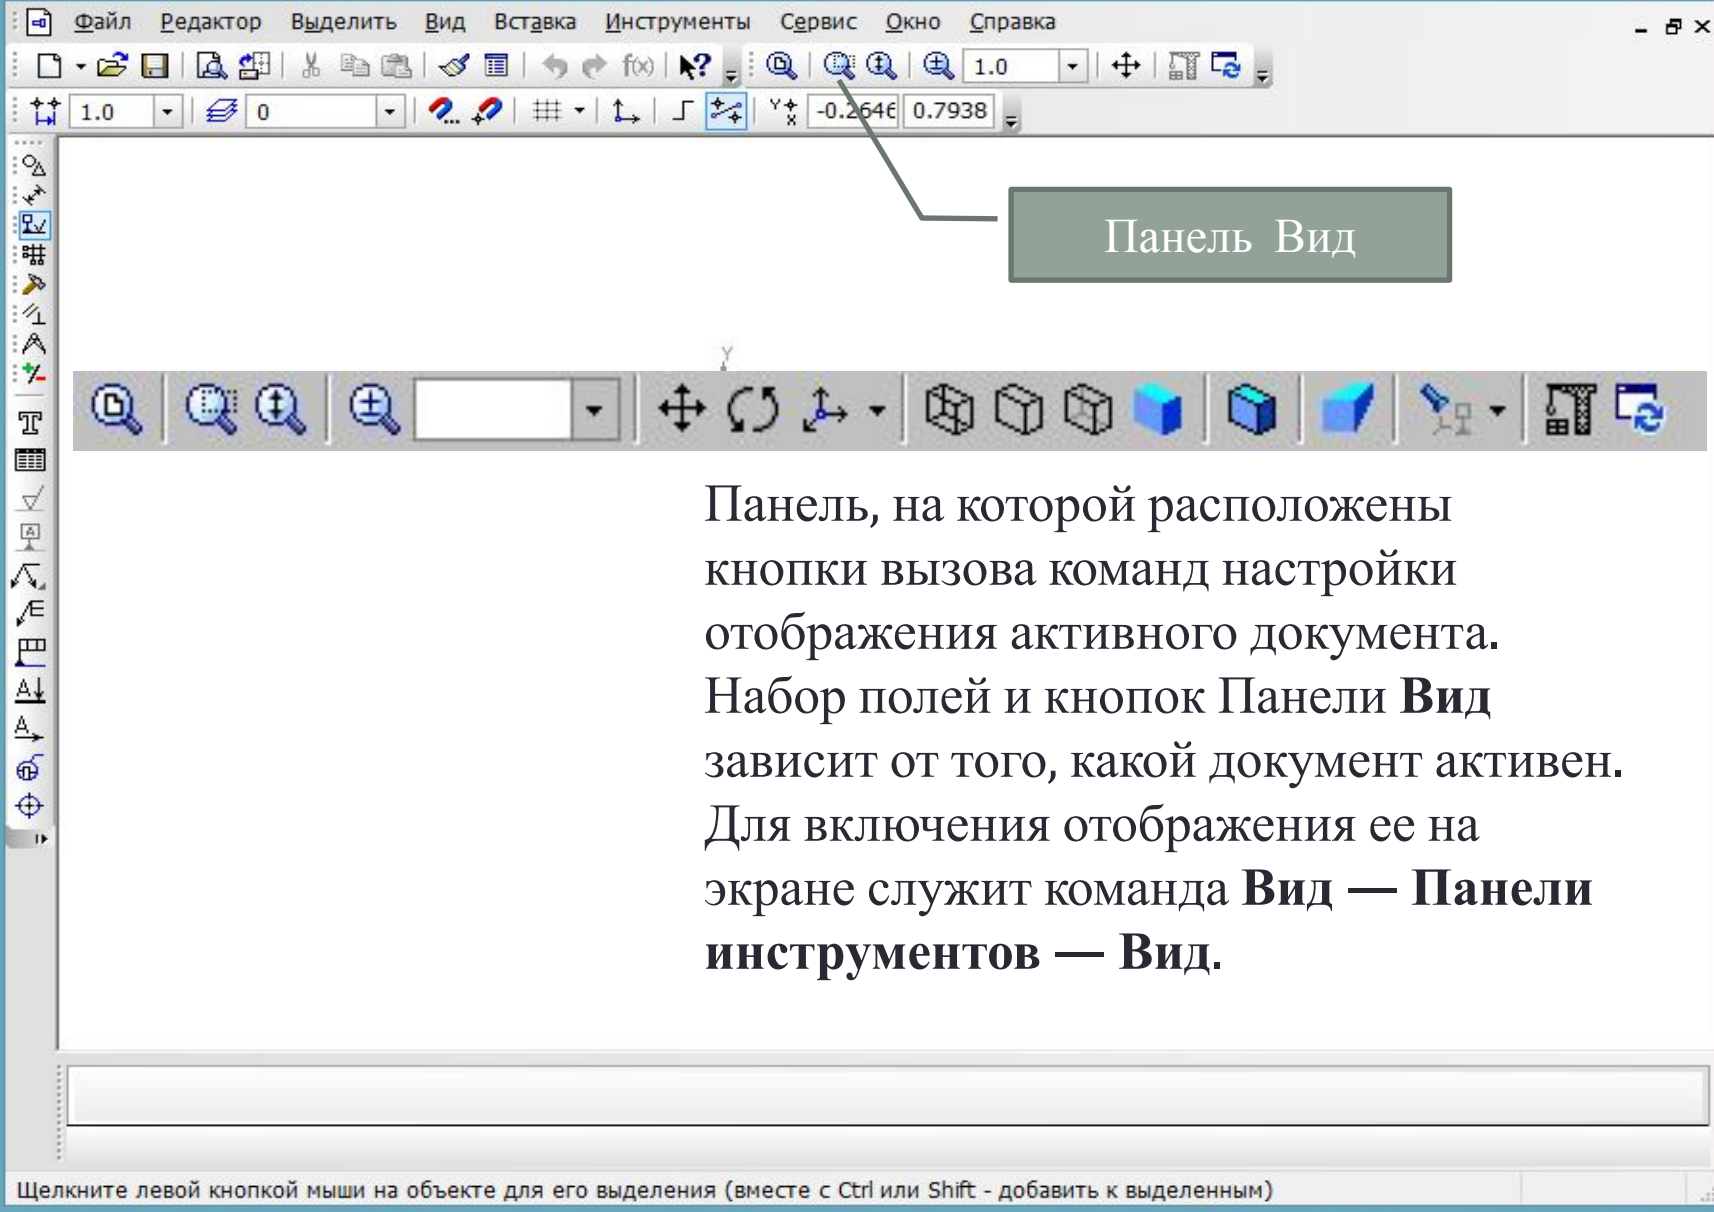 Файл Редактор Выделить Вид Вставка Инструменты Сервис Окно Справка
f(x) ? 1.0
1.0 0 Y X -0.2646 0.7938
Панель Вид
Y
Панель, на которой расположены
кнопки вызова команд настройки
отображения активного документа.
Набор полей и кнопок Панели Вид
зависит от того, какой документ активен.
Для включения отображения ее на
экране служит команда Вид — Панели
инструментов — Вид.
Щелкните левой кнопкой мыши на объекте для его выделения (вместе с Ctrl или Shift - добавить к выделенным)